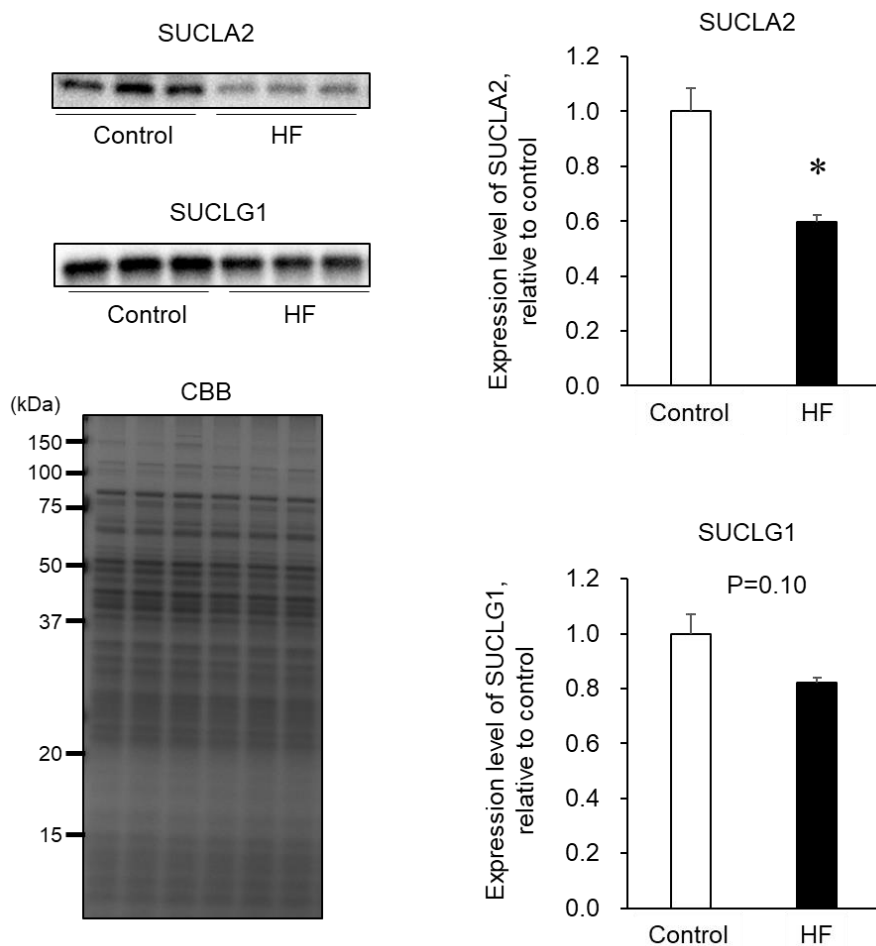 SUCLA2
Control HF
SUCLG1
Control HF
CBB
(kDa)
150
100
75
50
37
20
15
SUCLA2
Expression level of SUCLA2,
relative to control
1.2
1.0
0.8
0.6
0.4
0.2
0.0
*
Control HF
SUCLG1
Expression level of SUCLG1,
relative to control
1.2
1.0
0.8
0.6
0.4
0.2
0.0
P=0.10
Control HF